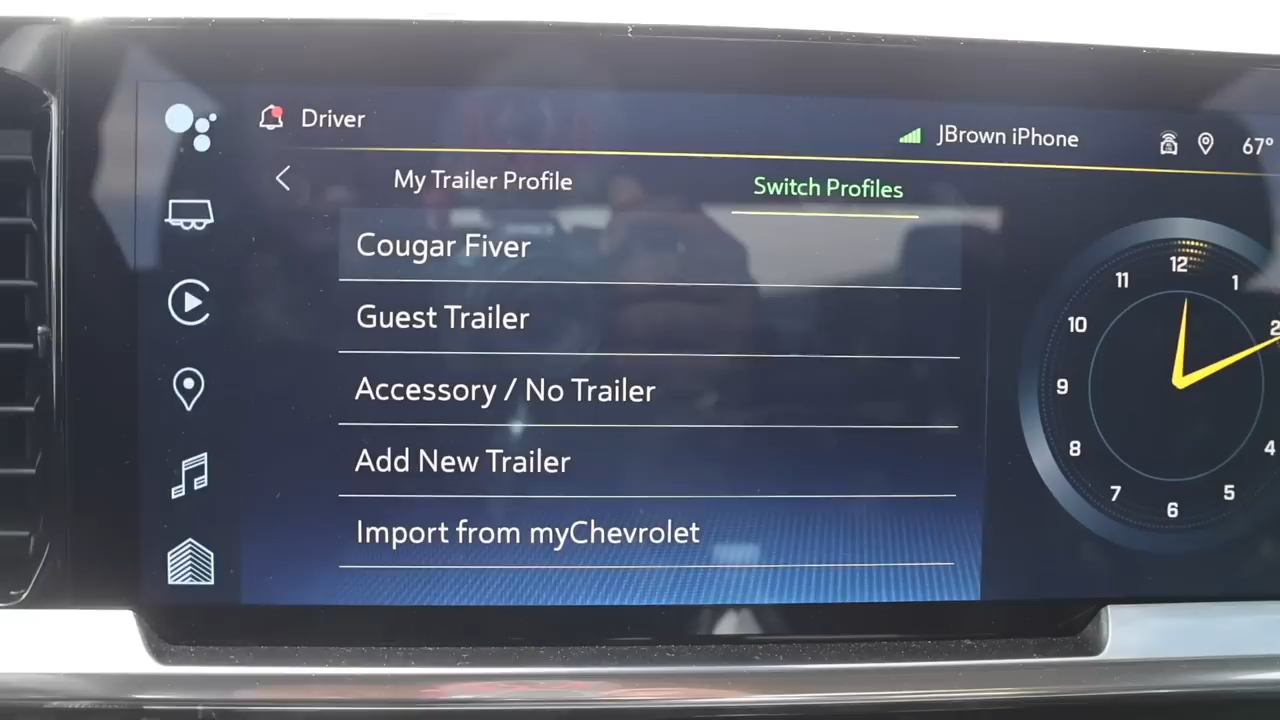 Driver
JBrown iPhone
67°
My Trailer Profile
Switch Profiles
Cougar Fiver
Guest Trailer
Accessory / No Trailer
Add New Trailer
Import from myChevrolet
12
11
1
10
2
9
8
4
7
5
6